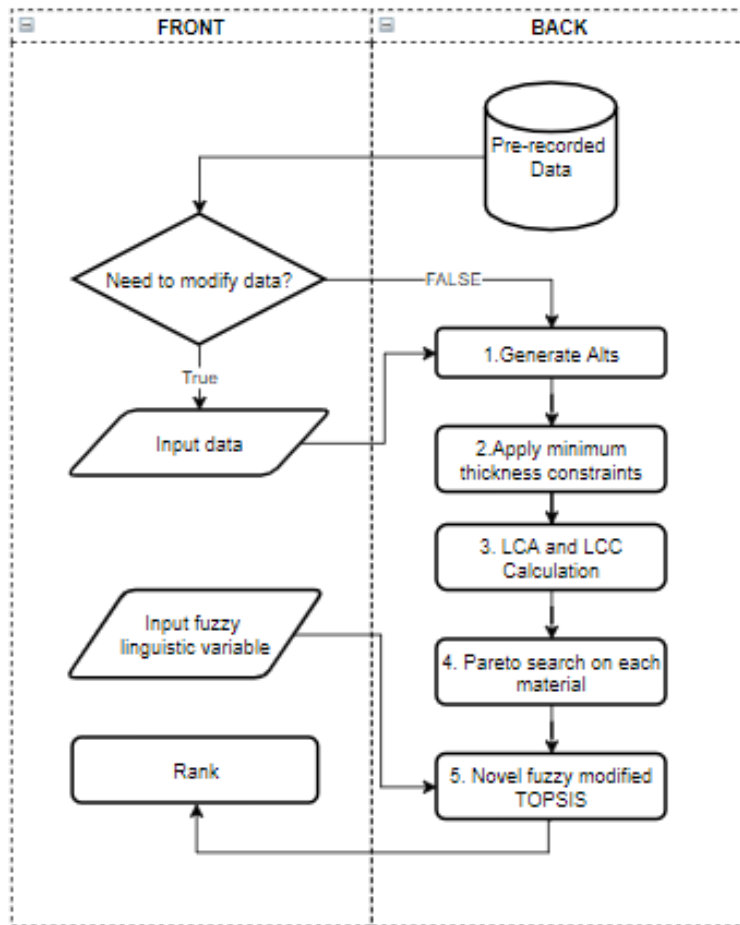 FRONT
BACK
Pre-recorded
Data
Need to modify data?
FALSE
True
1.Generate Alts
Input data
2.Apply minimum
thickness constraints
3. LCA and LCC
Calculation
Input fuzzy
linguistic variable
4. Pareto search on each
material
Rank
5. Novel fuzzy modified
TOPSIS